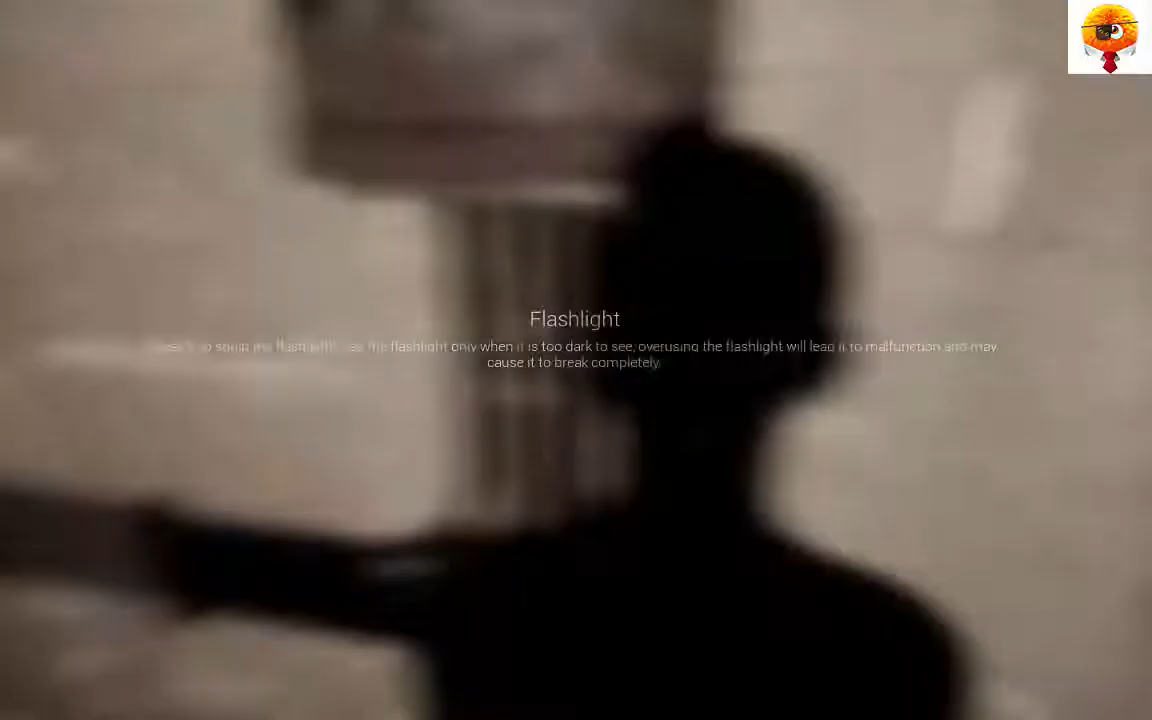 Flashlight
the flashlight only when it is too dark to see, overusing the flashlight will lead it to malfunction and may
cause it to break completely.